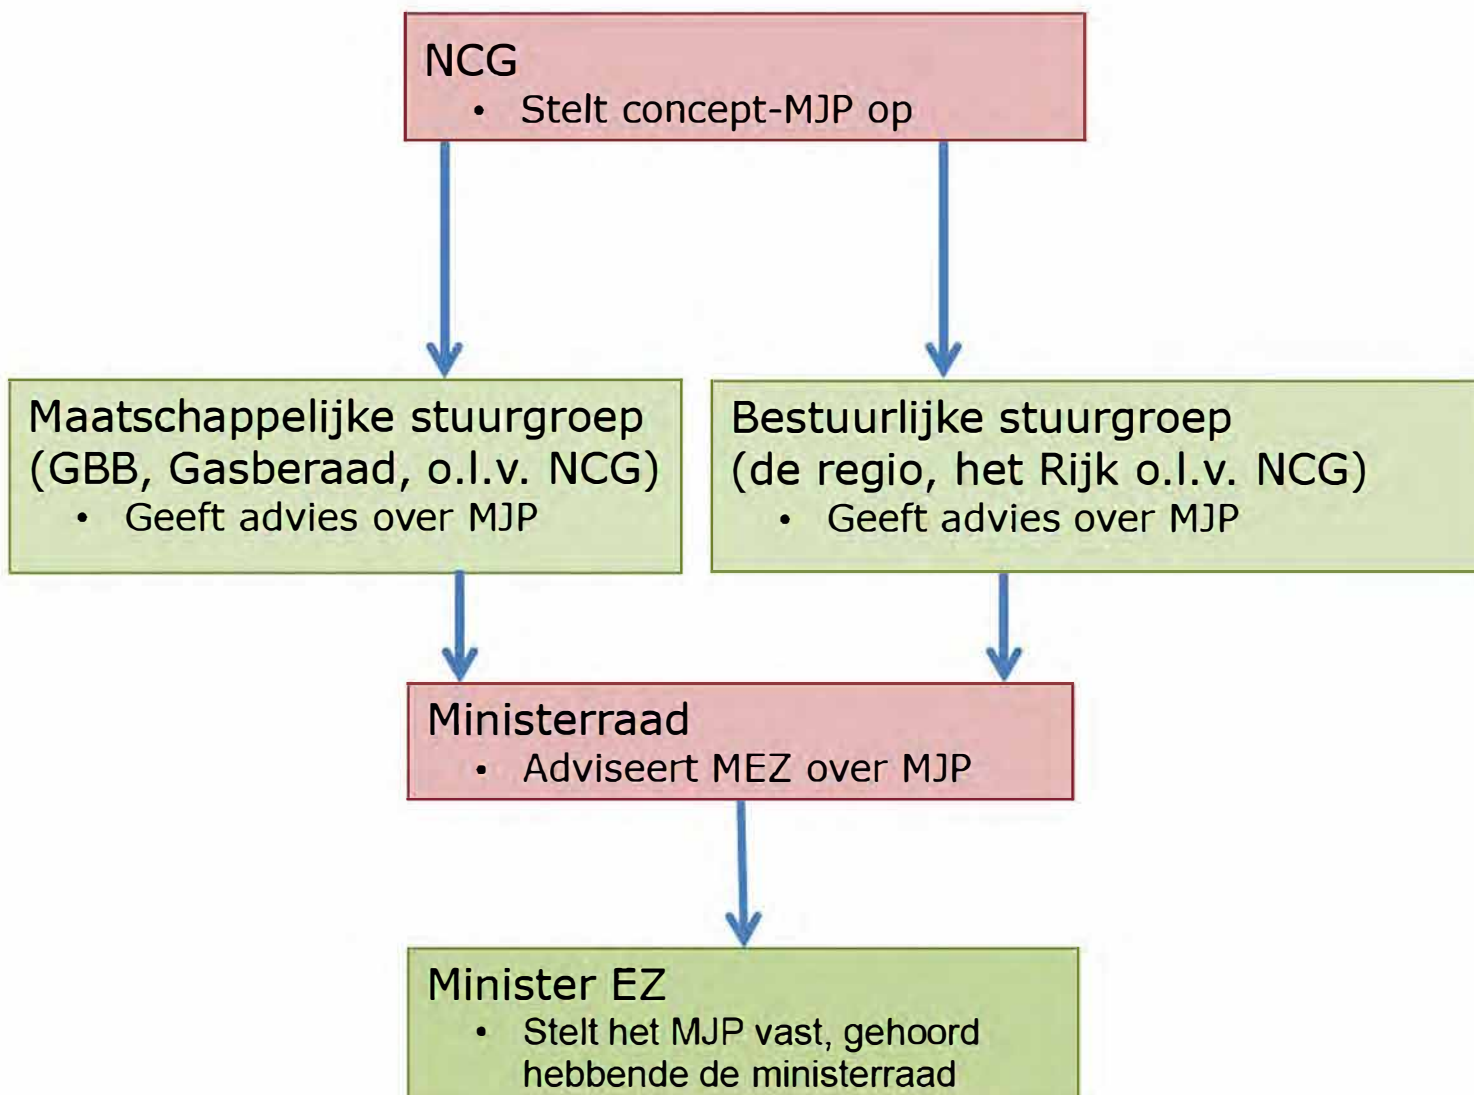 NCG
• Stelt concept-MJP op
Maatschappelijke stuurgroep
(GBB, Gasberaad, o.l.v. NCG)
• Geeft advies over MJP
Bestuurlijke stuurgroep
(de regio, het Rijk o.l.v. NCG)
• Geeft advies over MJP
Ministerraad
• Adviseert MEZ over MJP
Minister EZ
• Stelt het MJP vast, gehoord
hebbende de ministerraad